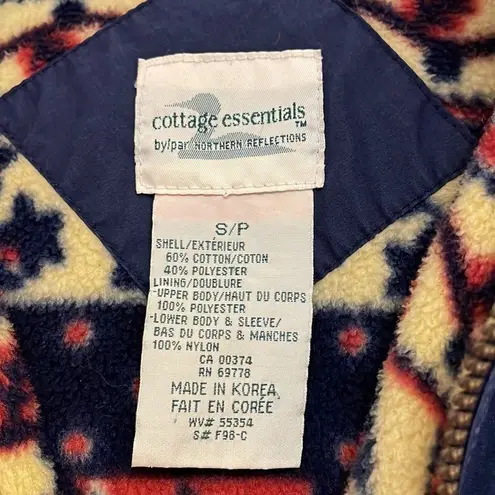 cottage essentials™
by/par NORTHERN REFLECTIONS
S/P
SHELL/EXTÉRIEUR
60% COTTON/COTON
40% POLYESTER
LINING/DOUBLURE
-UPPER BODY/HAUT DU CORPS
100% POLYESTER
-LOWER BODY & SLEEVE/
BAS DU CORPS & MANCHES
100% NYLON
CA 00374
RN 69778
MADE IN KOREA
FAIT EN CORÉE
WV# 55354
S# F98-C